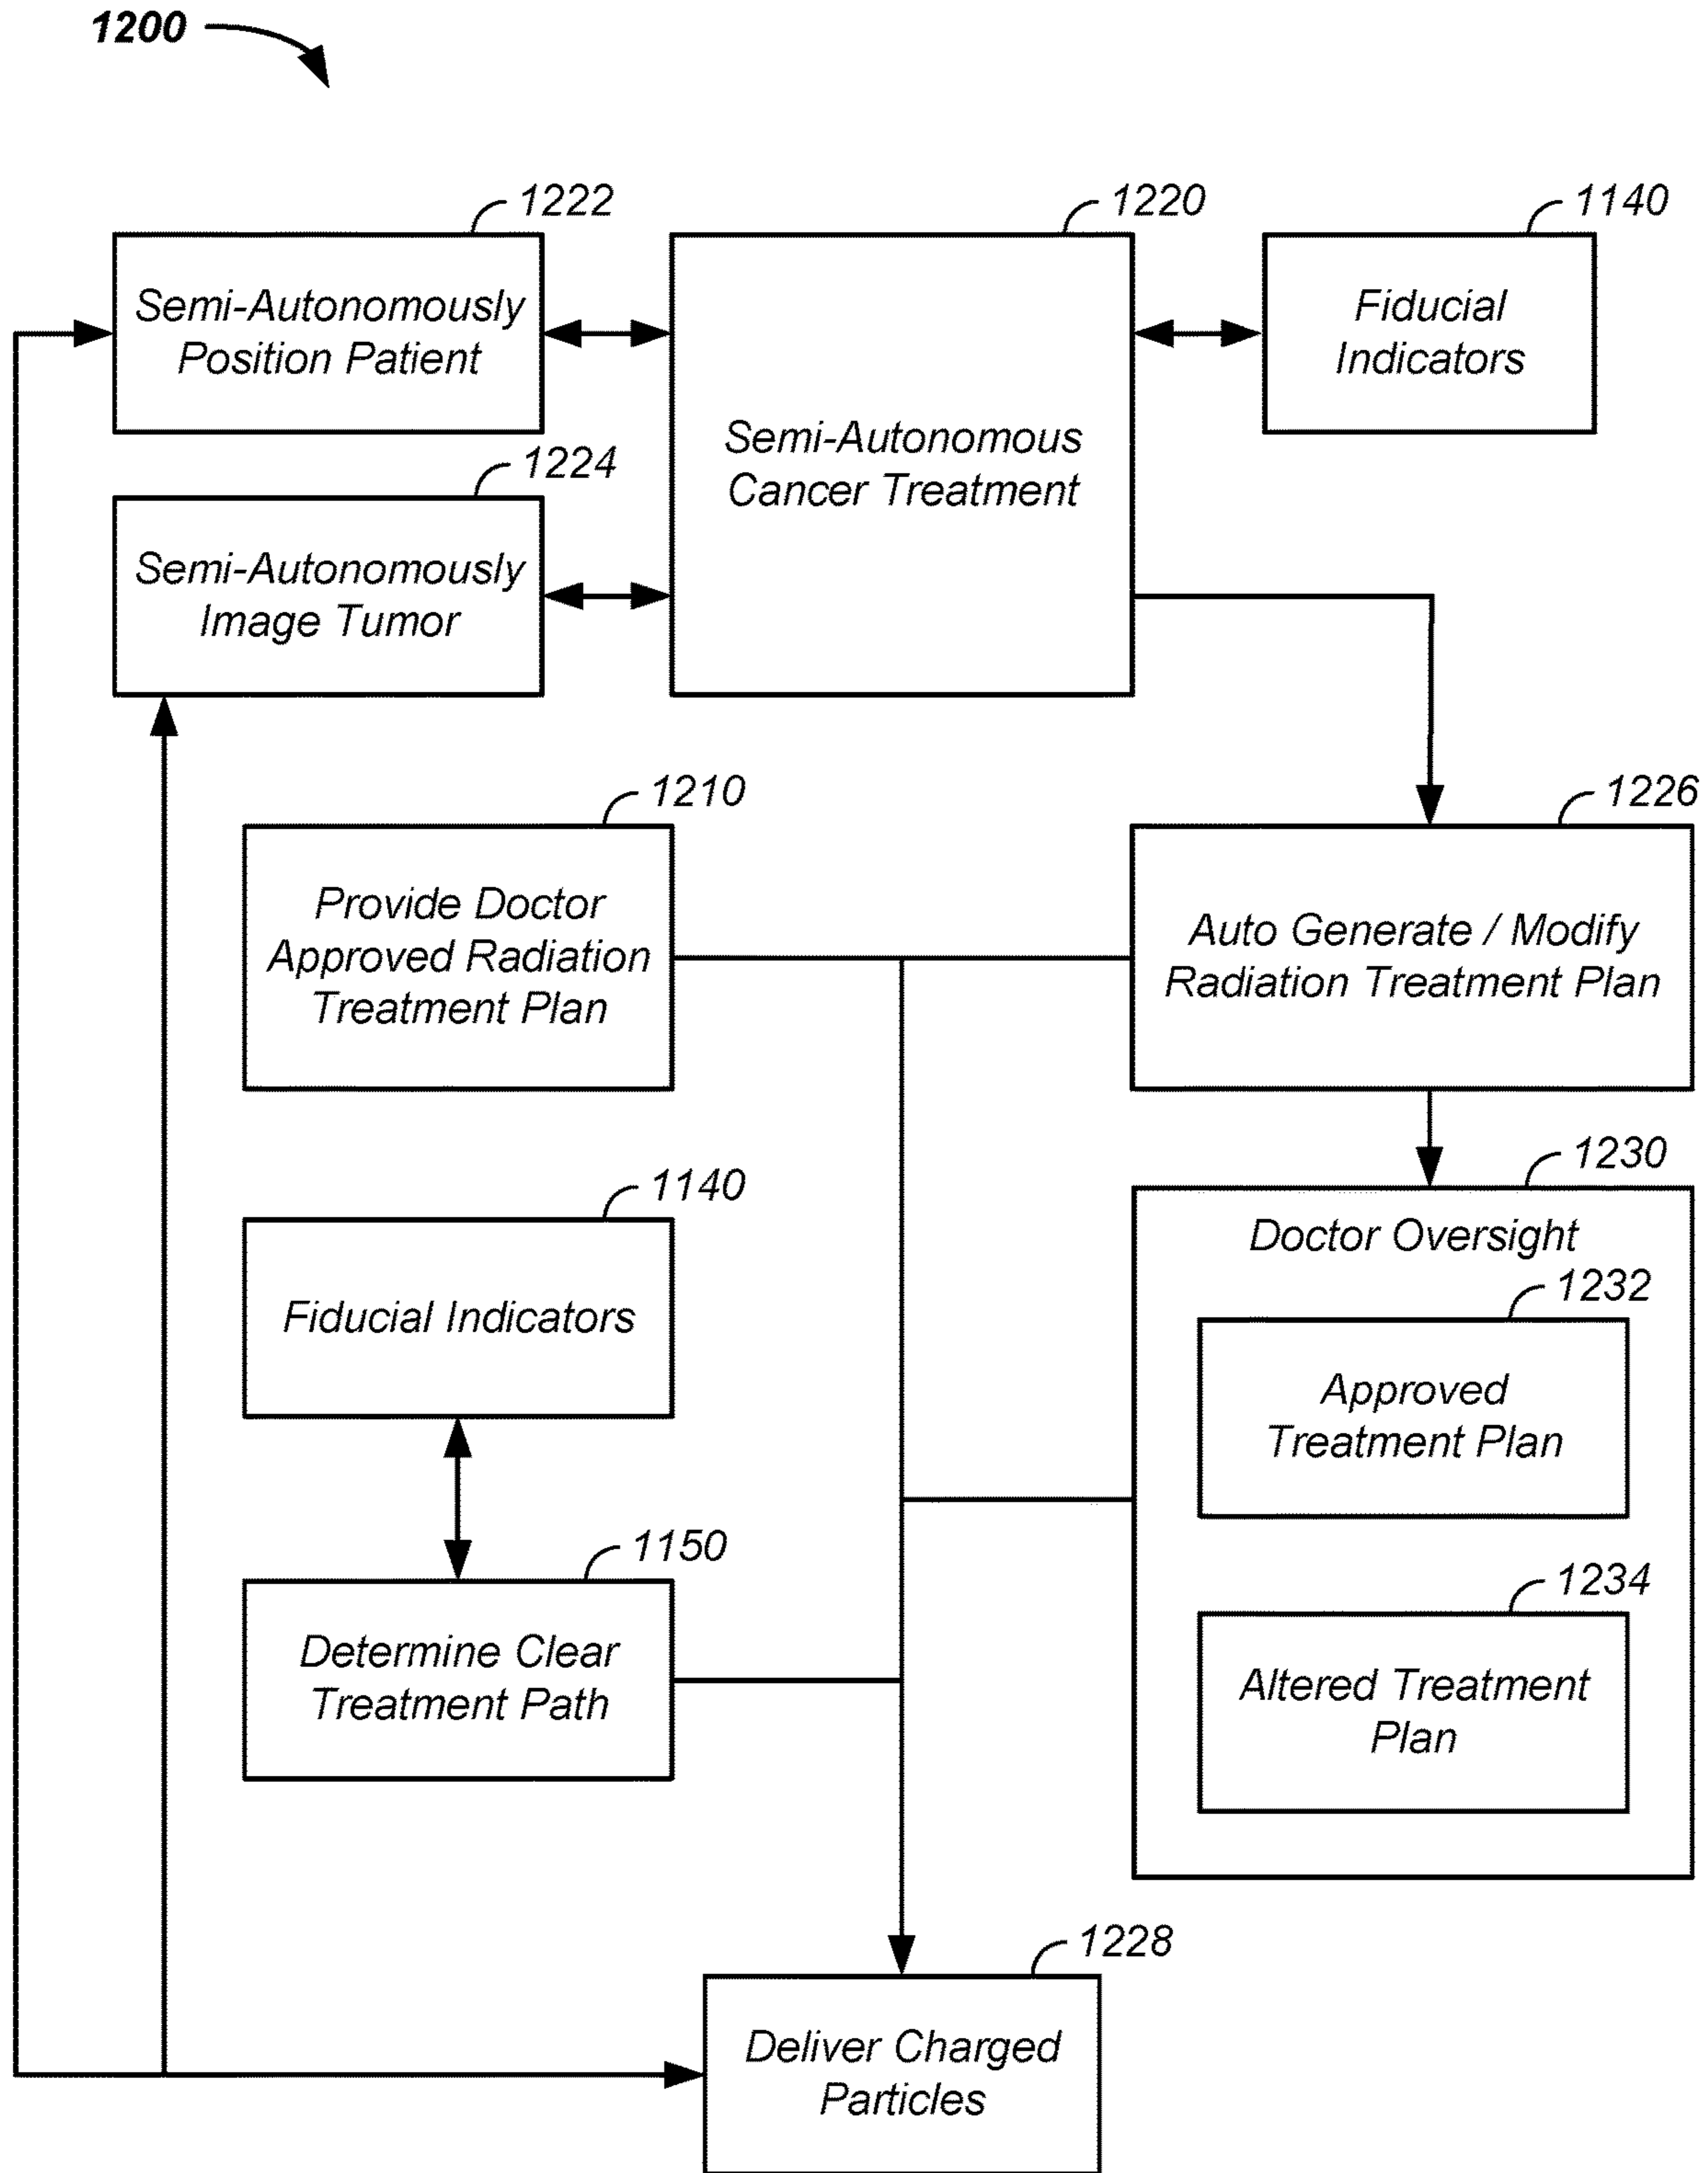 1200
1222
1220
1140
Semi-Autonomously
Position Patient
Semi-Autonomous
Cancer Treatment
Fiducial
Indicators
1224
Semi-Autonomously
Image Tumor
1210
1226
Provide Doctor
Approved Radiation
Treatment Plan
Auto Generate / Modify
Radiation Treatment Plan
1140
1230
Fiducial Indicators
Doctor Oversight
1232
Approved
Treatment Plan
1150
1234
Determine Clear
Treatment Path
Altered Treatment
Plan
1228
Deliver Charged
Particles